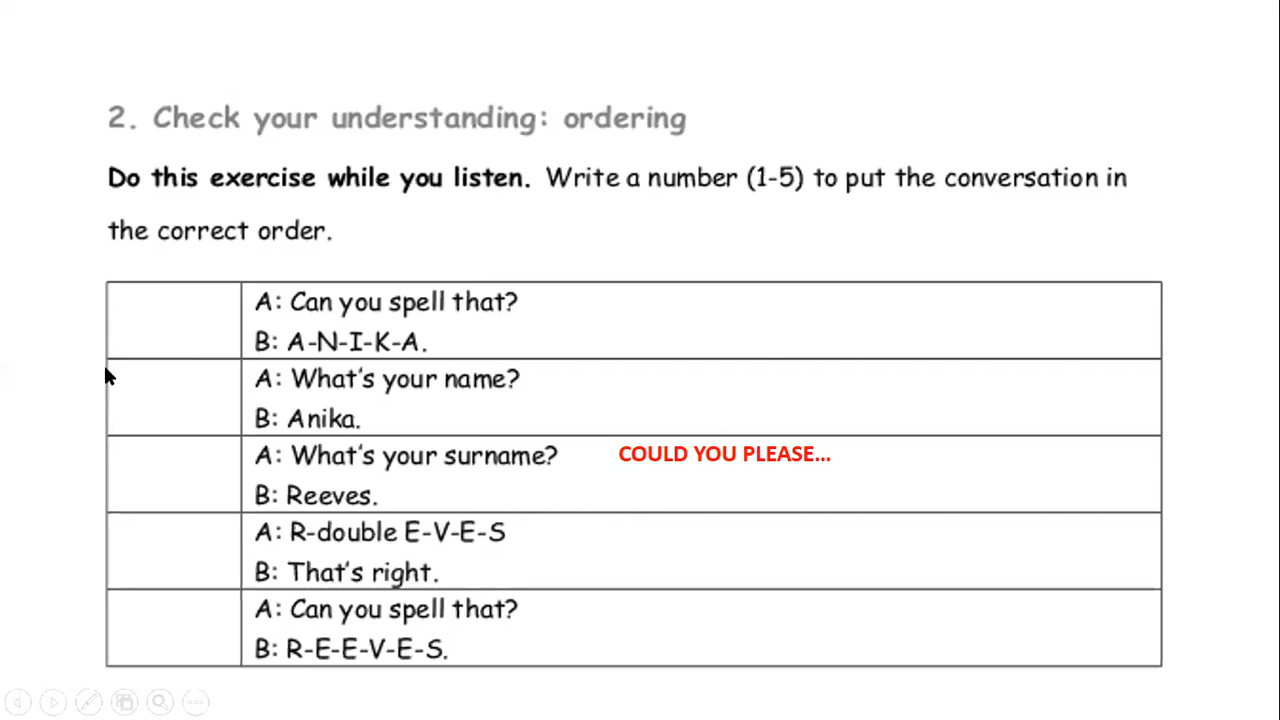 2. Check your understanding: ordering
Do this exercise while you listen. Write a number (1-5) to put the conversation in
the correct order.
A: Can you spell that?
B: A-N-I-K-A.
A: What's your name?
B: Anika.
A: What's your surname? COULD YOU PLEASE...
B: Reeves.
A: R-double E-V-E-S
B: That's right.
A: Can you spell that?
B: R-E-E-V-E-S.